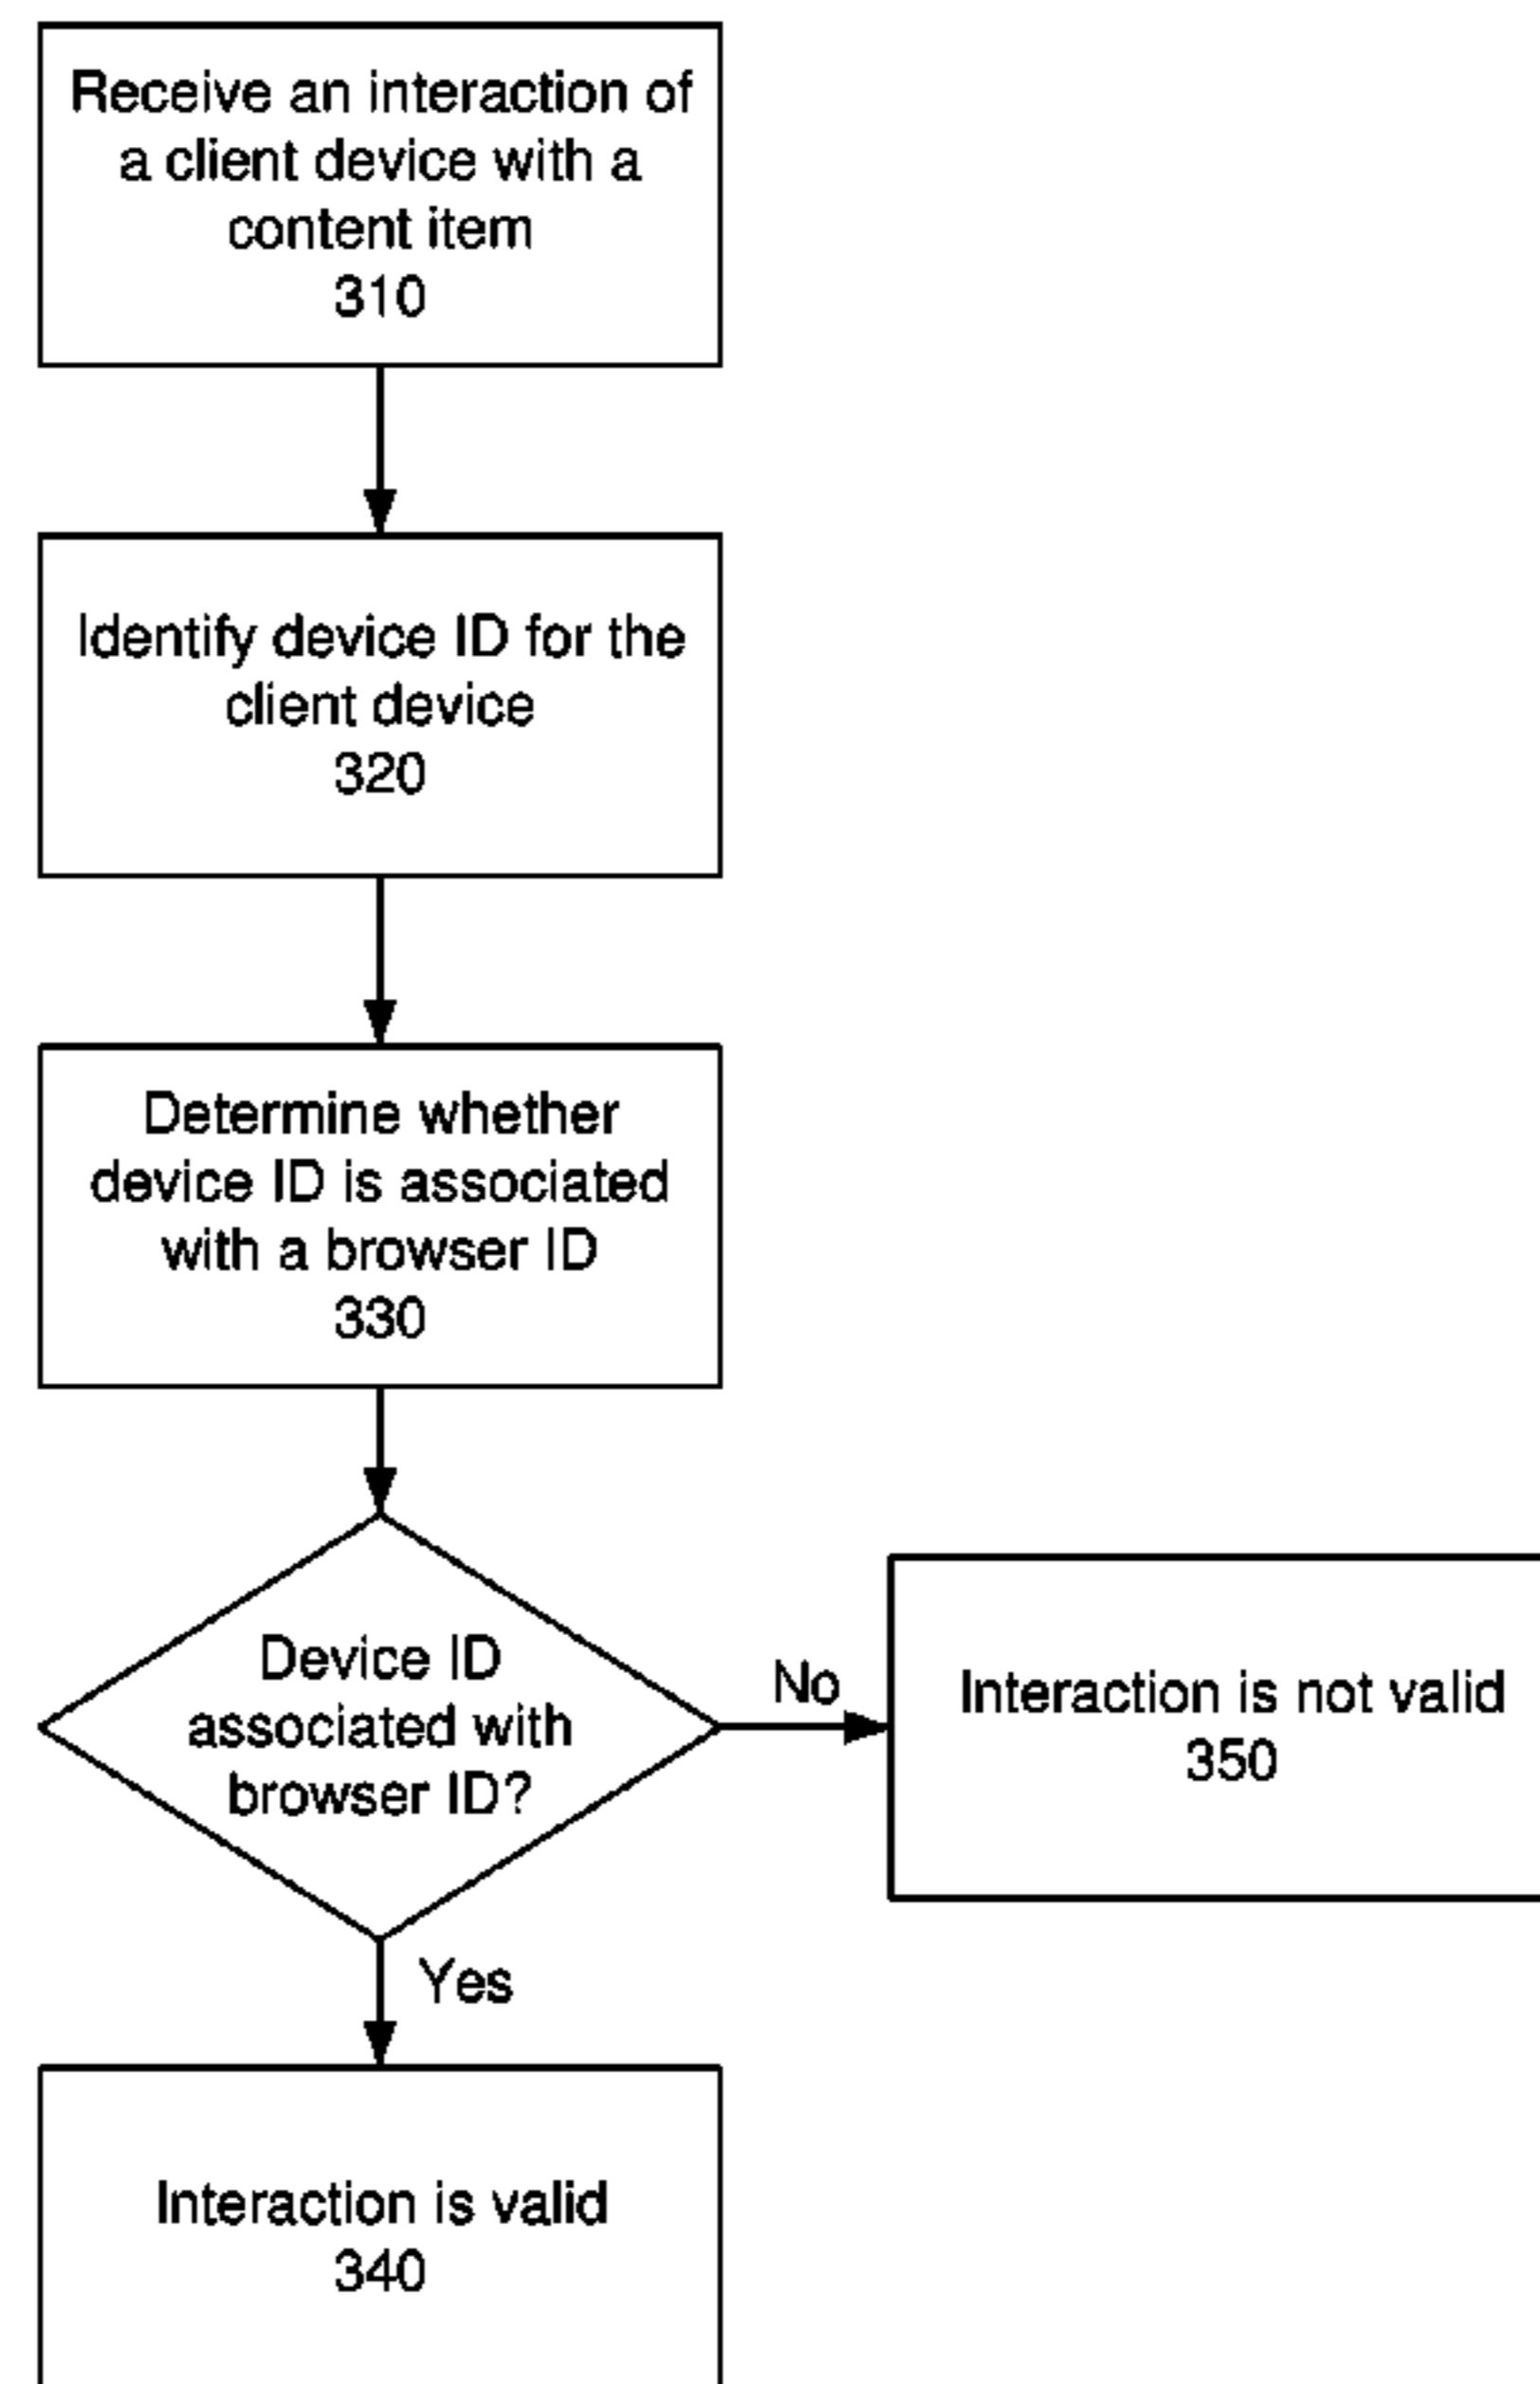 Receive an interaction of
a client device with a
content item
310
Identify device ID for the
client device
320
Determine whether
device ID is associated
with a browser ID
330
Device ID
associated with
browser ID?
No
Interaction is not valid
350
Yes
Interaction is valid
340